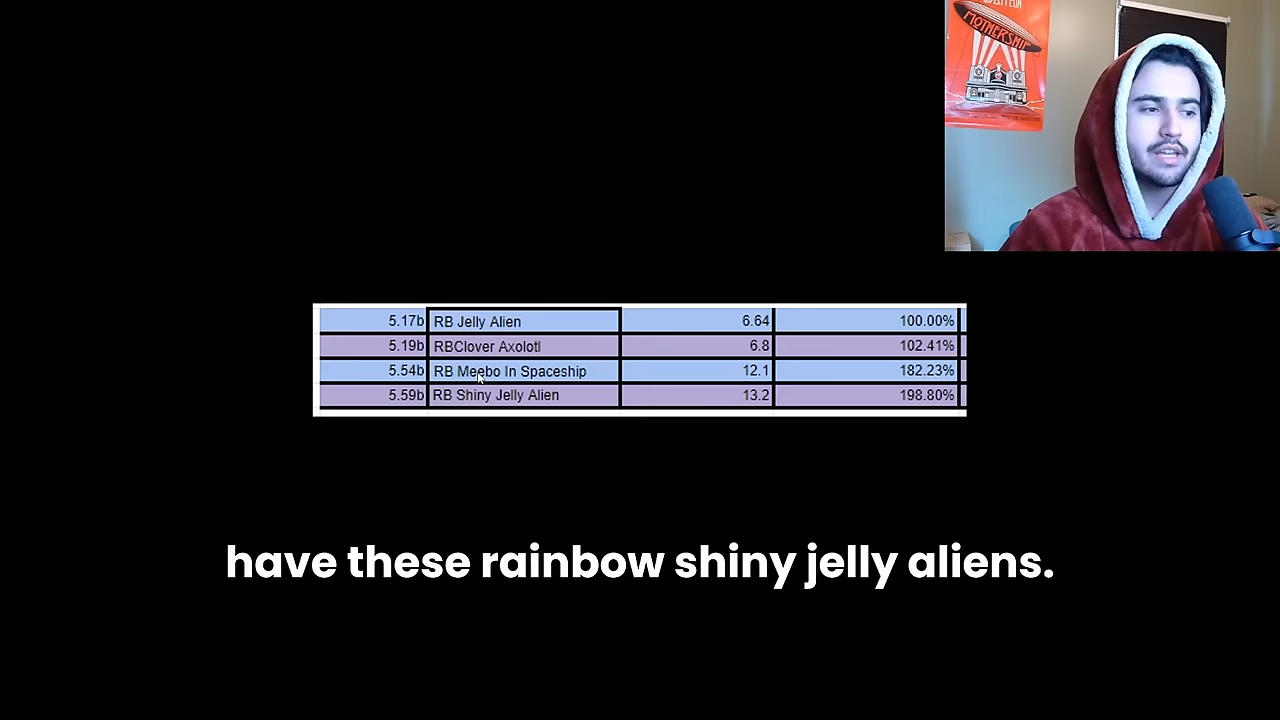 MOTHERSHIP
5.17b RB Jelly Alien 6.64 100.00%
5.19b RBClover Axolotl 6.8 102.41%
5.54b RB Meebo In Spaceship 12.1 182.23%
5.59b RB Shiny Jelly Alien 13.2 198.80%
have these rainbow shiny jelly aliens.